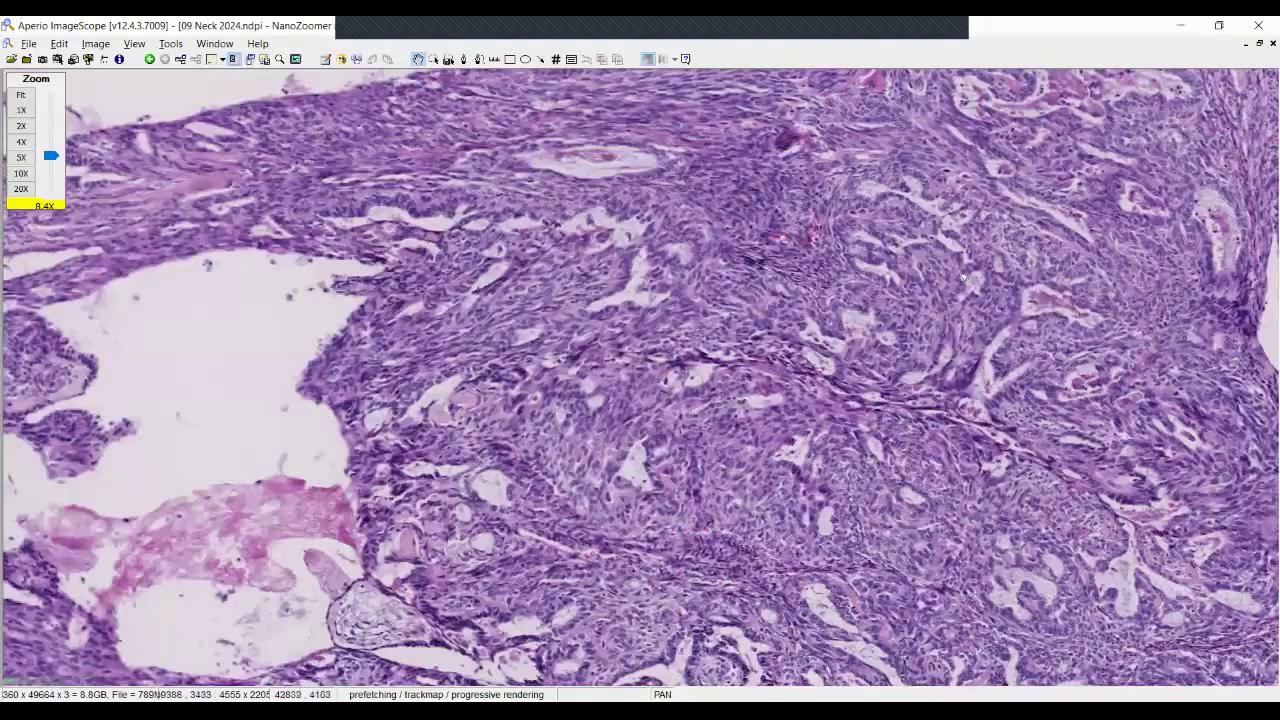 Aperio ImageScope [v12.4.3.7009] - [09 Neck 2024.ndpi - NanoZoomer
File Edit Image View Tools Window Help
Zoom
Fit
1X
2X
4X
5X
10X
20X
8.4X
360 x 49664 x 3 = 8.8GB, File = 789 9388 , 3433 4555 x 2205 42839 , 4163 prefetching / trackmap / progressive rendering PAN